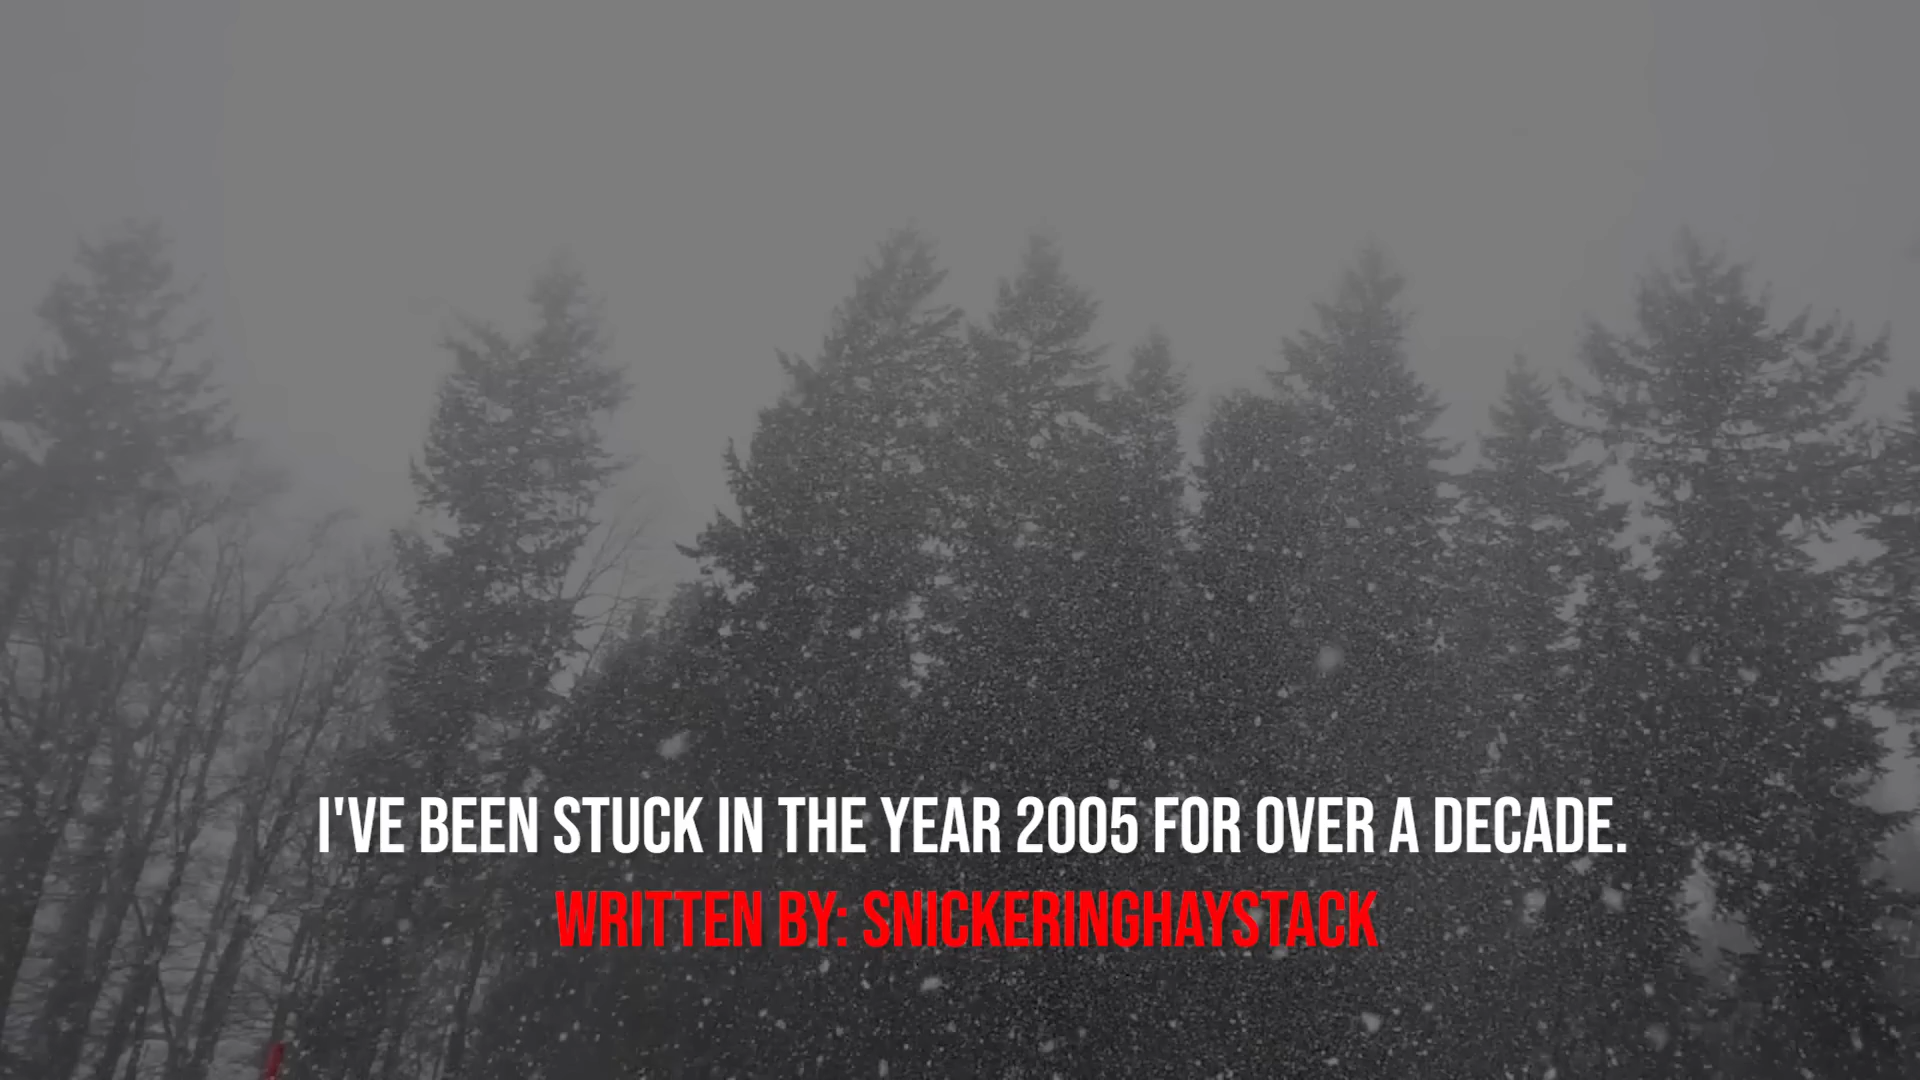 I'VE BEEN STUCK IN THE YEAR 2005 FOR OVER A DECADE.
WRITTEN BY: SNICKERINGHAYSTACK